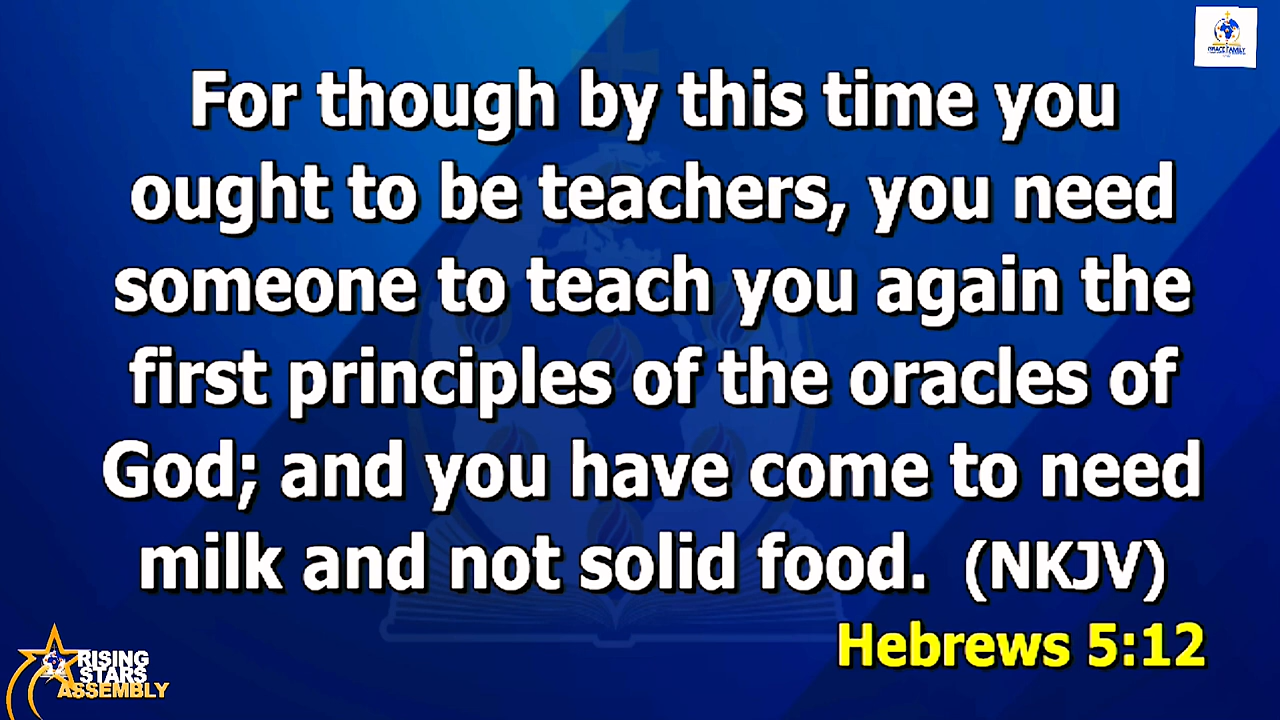 For though by this time you
ought to be teachers, you need
someone to teach you again the
first principles of the oracles of
God; and you have come to need
milk and not solid food. (NKJV)
Hebrews 5:12
RISING
STARS
ASSEMBLY